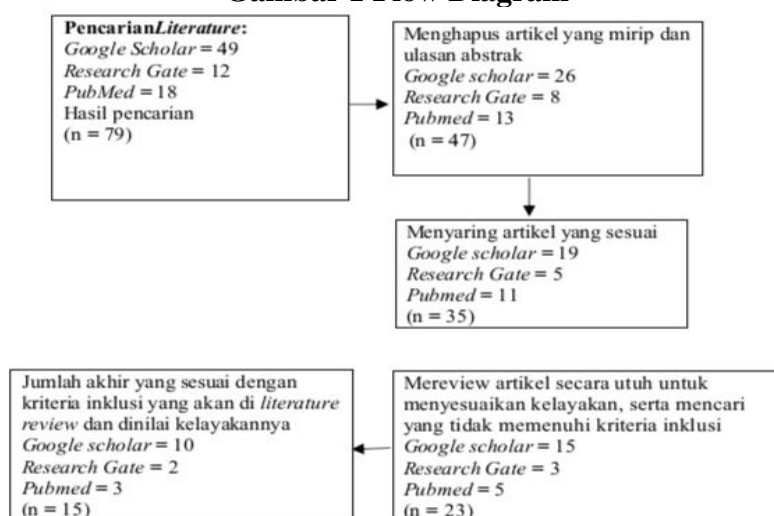 Gambar 1 Flow Diagram
PencarianLiterature:
Google Scholar = 49
Research Gate = 12
PubMed = 18
Hasil pencarian
(n = 79)
Menghapus artikel yang mirip dan
ulasan abstrak
Google scholar = 26
Research Gate = 8
Pubmed = 13
(n = 47)
Menyaring artikel yang sesuai
Google scholar = 19
Research Gate = 5
Pubmed = 11
(n = 35)
Mereview artikel secara utuh untuk
menyesuaikan kelayakan, serta mencari
yang tidak memenuhi kriteria inklusi
Google scholar = 15
Research Gate = 3
Pubmed = 5
(n = 23)
Jumlah akhir yang sesuai dengan
kriteria inklusi yang akan di literature
review dan dinilai kelayakannya
Google scholar = 10
Research Gate = 2
Pubmed = 3
(n = 15)